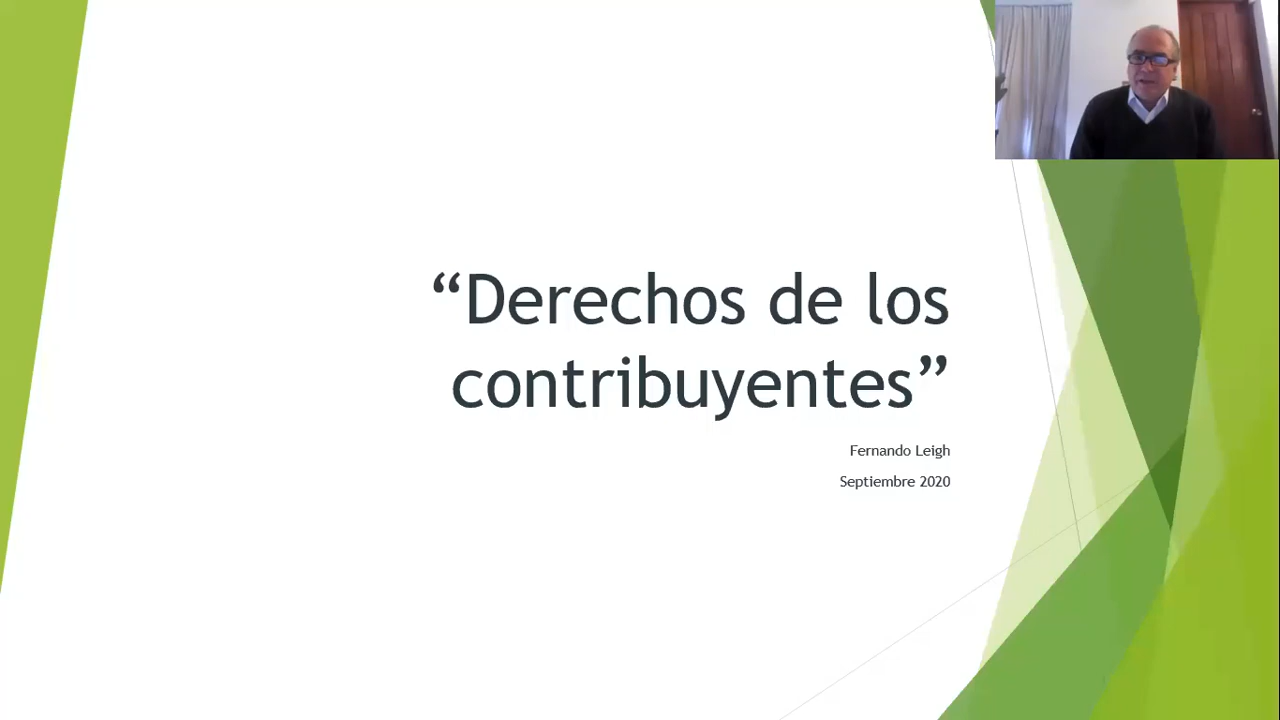 “Derechos de los
contribuyentes”
Fernando Leigh
Septiembre 2020